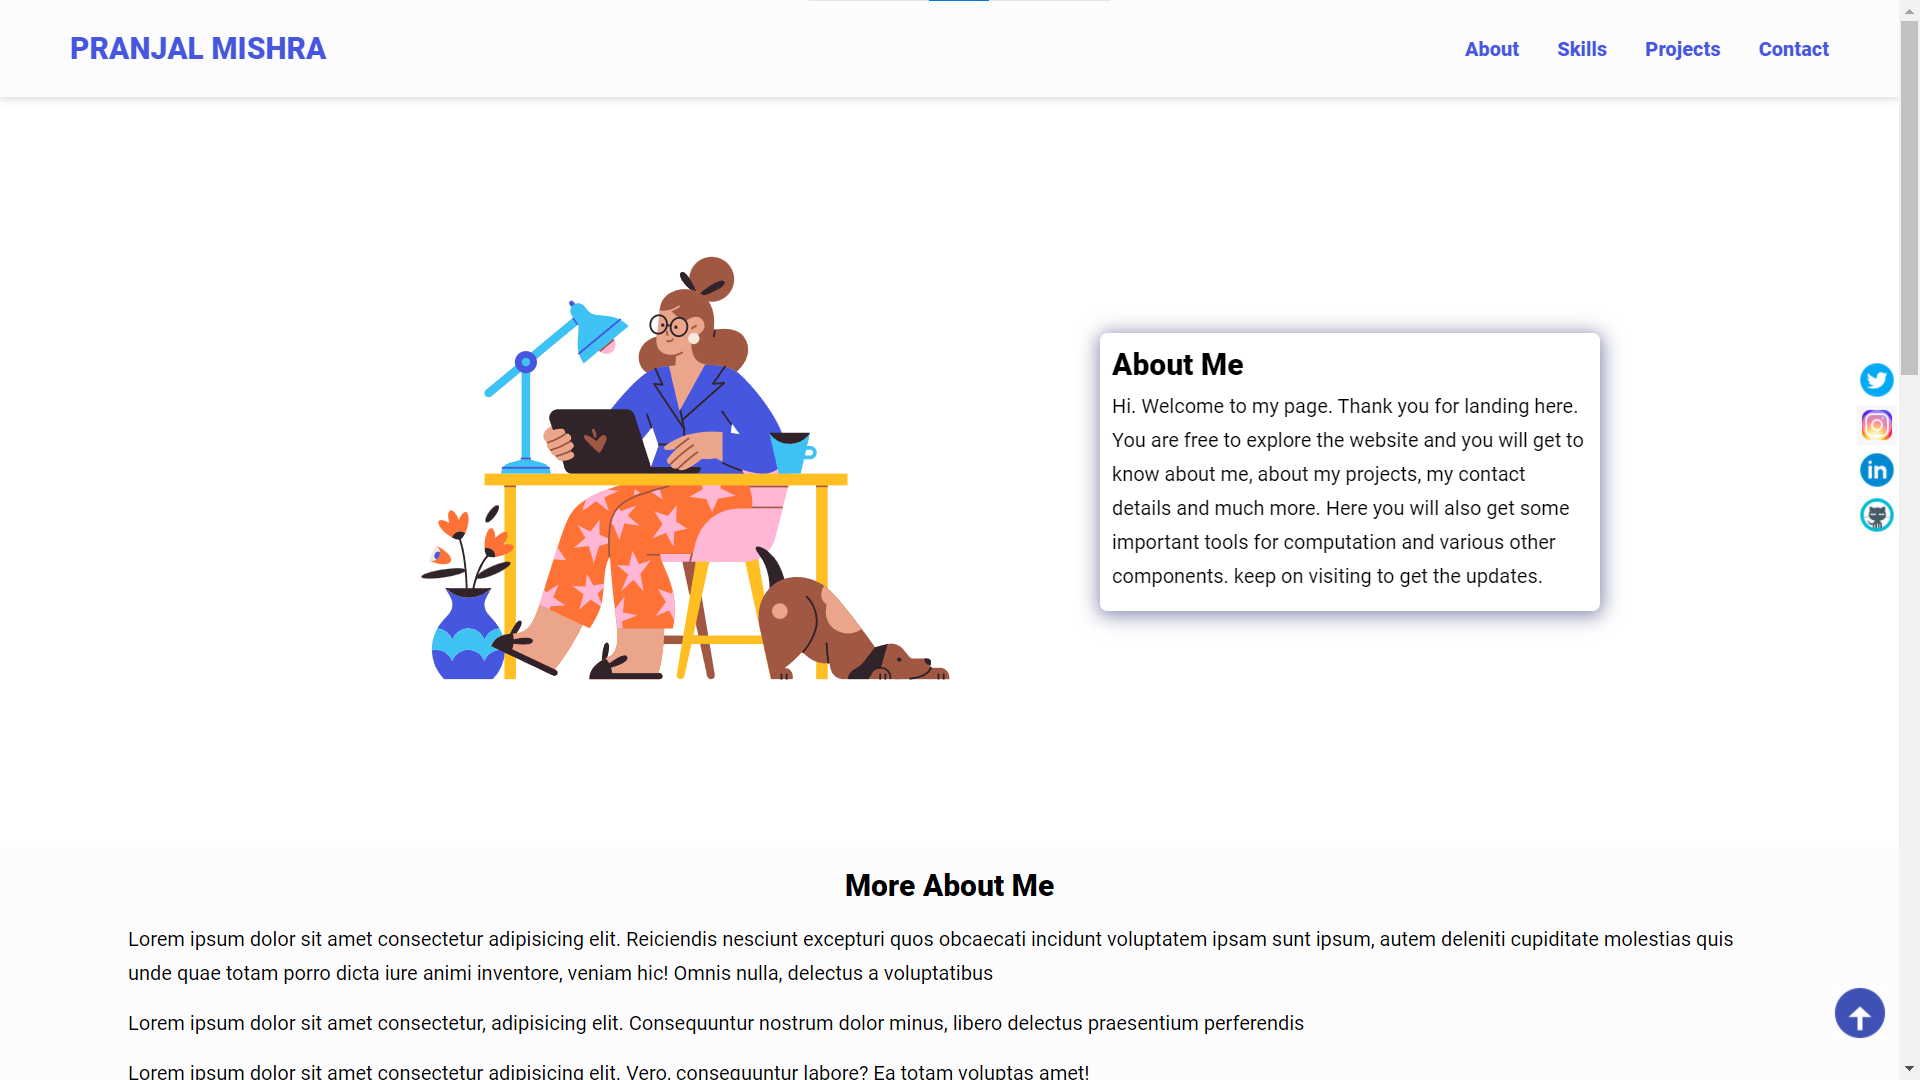 PRANJAL MISHRA
About
Skills
Projects
Contact
About Me
Hi. Welcome to my page. Thank you for landing here.
You are free to explore the website and you will get to
know about me, about my projects, my contact
details and much more. Here you will also get some
important tools for computation and various other
components. keep on visiting to get the updates.
in
More About Me
Lorem ipsum dolor sit amet consectetur adipisicing elit. Reiciendis nesciunt excepturi quos obcaecati incidunt voluptatem ipsam sunt ipsum, autem deleniti cupiditate molestias quis
unde quae totam porro dicta iure animi inventore, veniam hic! Omnis nulla, delectus a voluptatibus
Lorem ipsum dolor sit amet consectetur, adipisicing elit. Consequuntur nostrum dolor minus, libero delectus praesentium perferendis
Lorem ipsum dolor sit amet consectetur adipisicing elit. Vero, consequuntur labore? Ea totam voluptas amet!